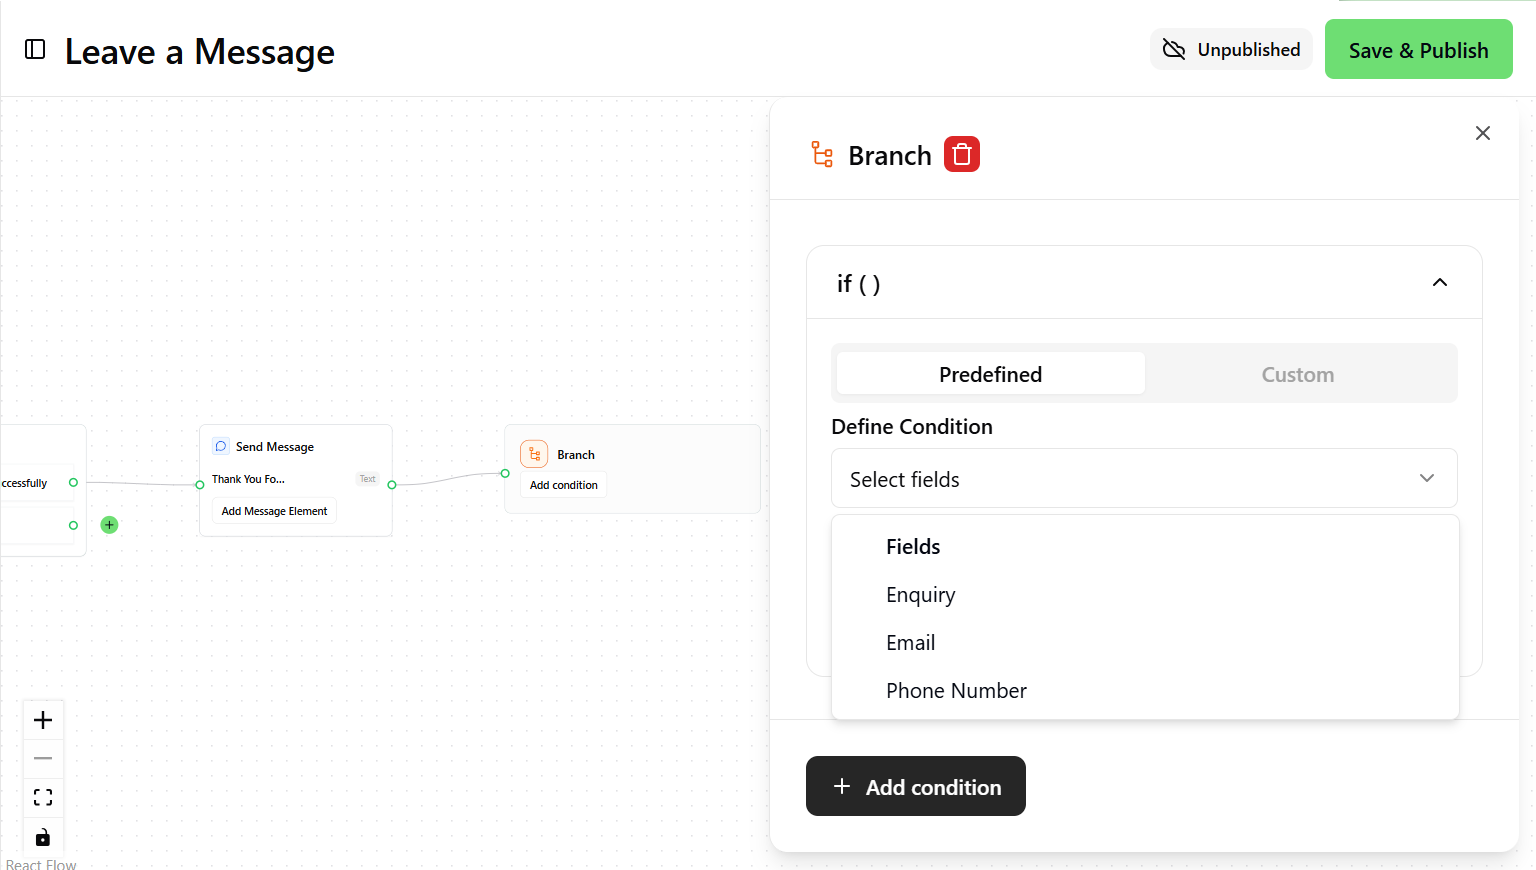 Leave a Message
Unpublished
Save & Publish
Branch
if ( )
Predefined
Custom
Define Condition
Select fields
Fields
Enquiry
Email
Phone Number
Add condition
ccessfully
Send Message
Thank You Fo...
Text
Add Message Element
Branch
Add condition
React Flow